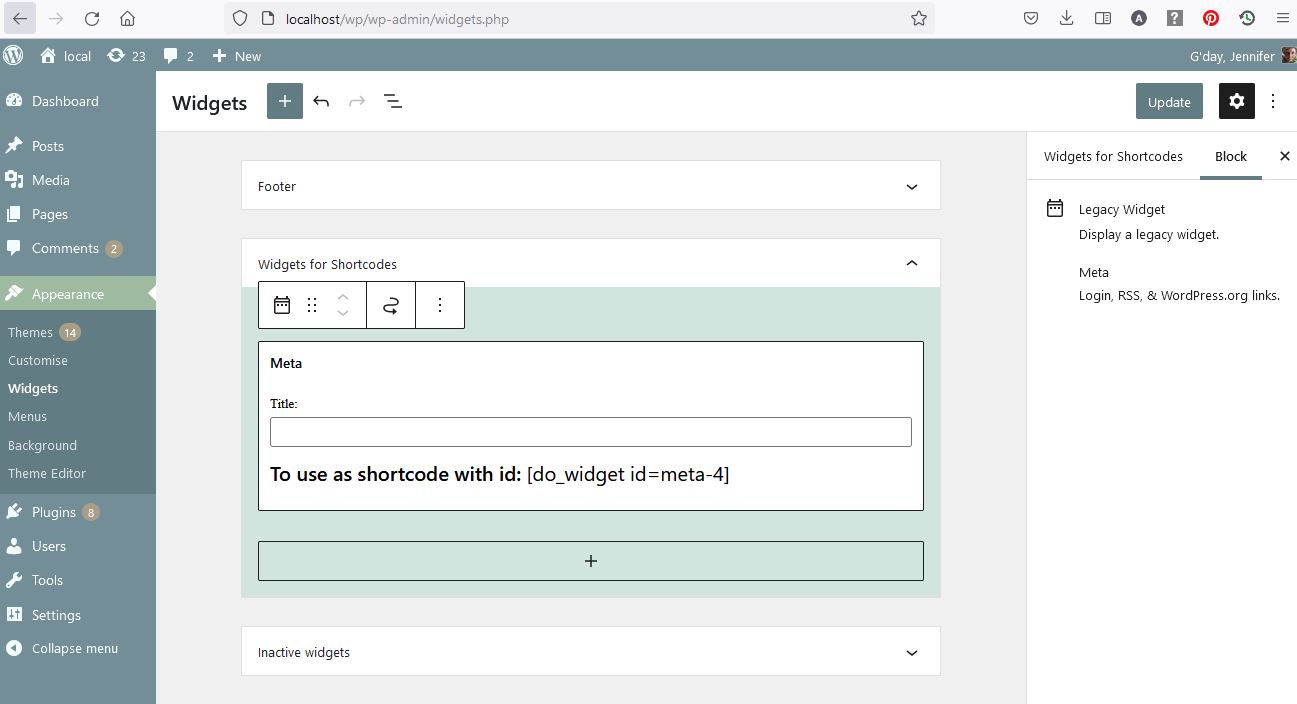 localhost/wp/wp-admin/widgets.php
A
?
local 23 2 New
G'day, Jennifer
Dashboard
Posts
Media
Pages
Comments 2
Appearance
Themes 14
Customise
Widgets
Menus
Background
Theme Editor
Plugins 8
Users
Tools
Settings
Collapse menu
Widgets
Update
Footer
Widgets for Shortcodes
Meta
Title:
To use as shortcode with id: [do_widget id=meta-4]
Inactive widgets
Widgets for Shortcodes Block
Legacy Widget
Display a legacy widget.
Meta
Login, RSS, & WordPress.org links.